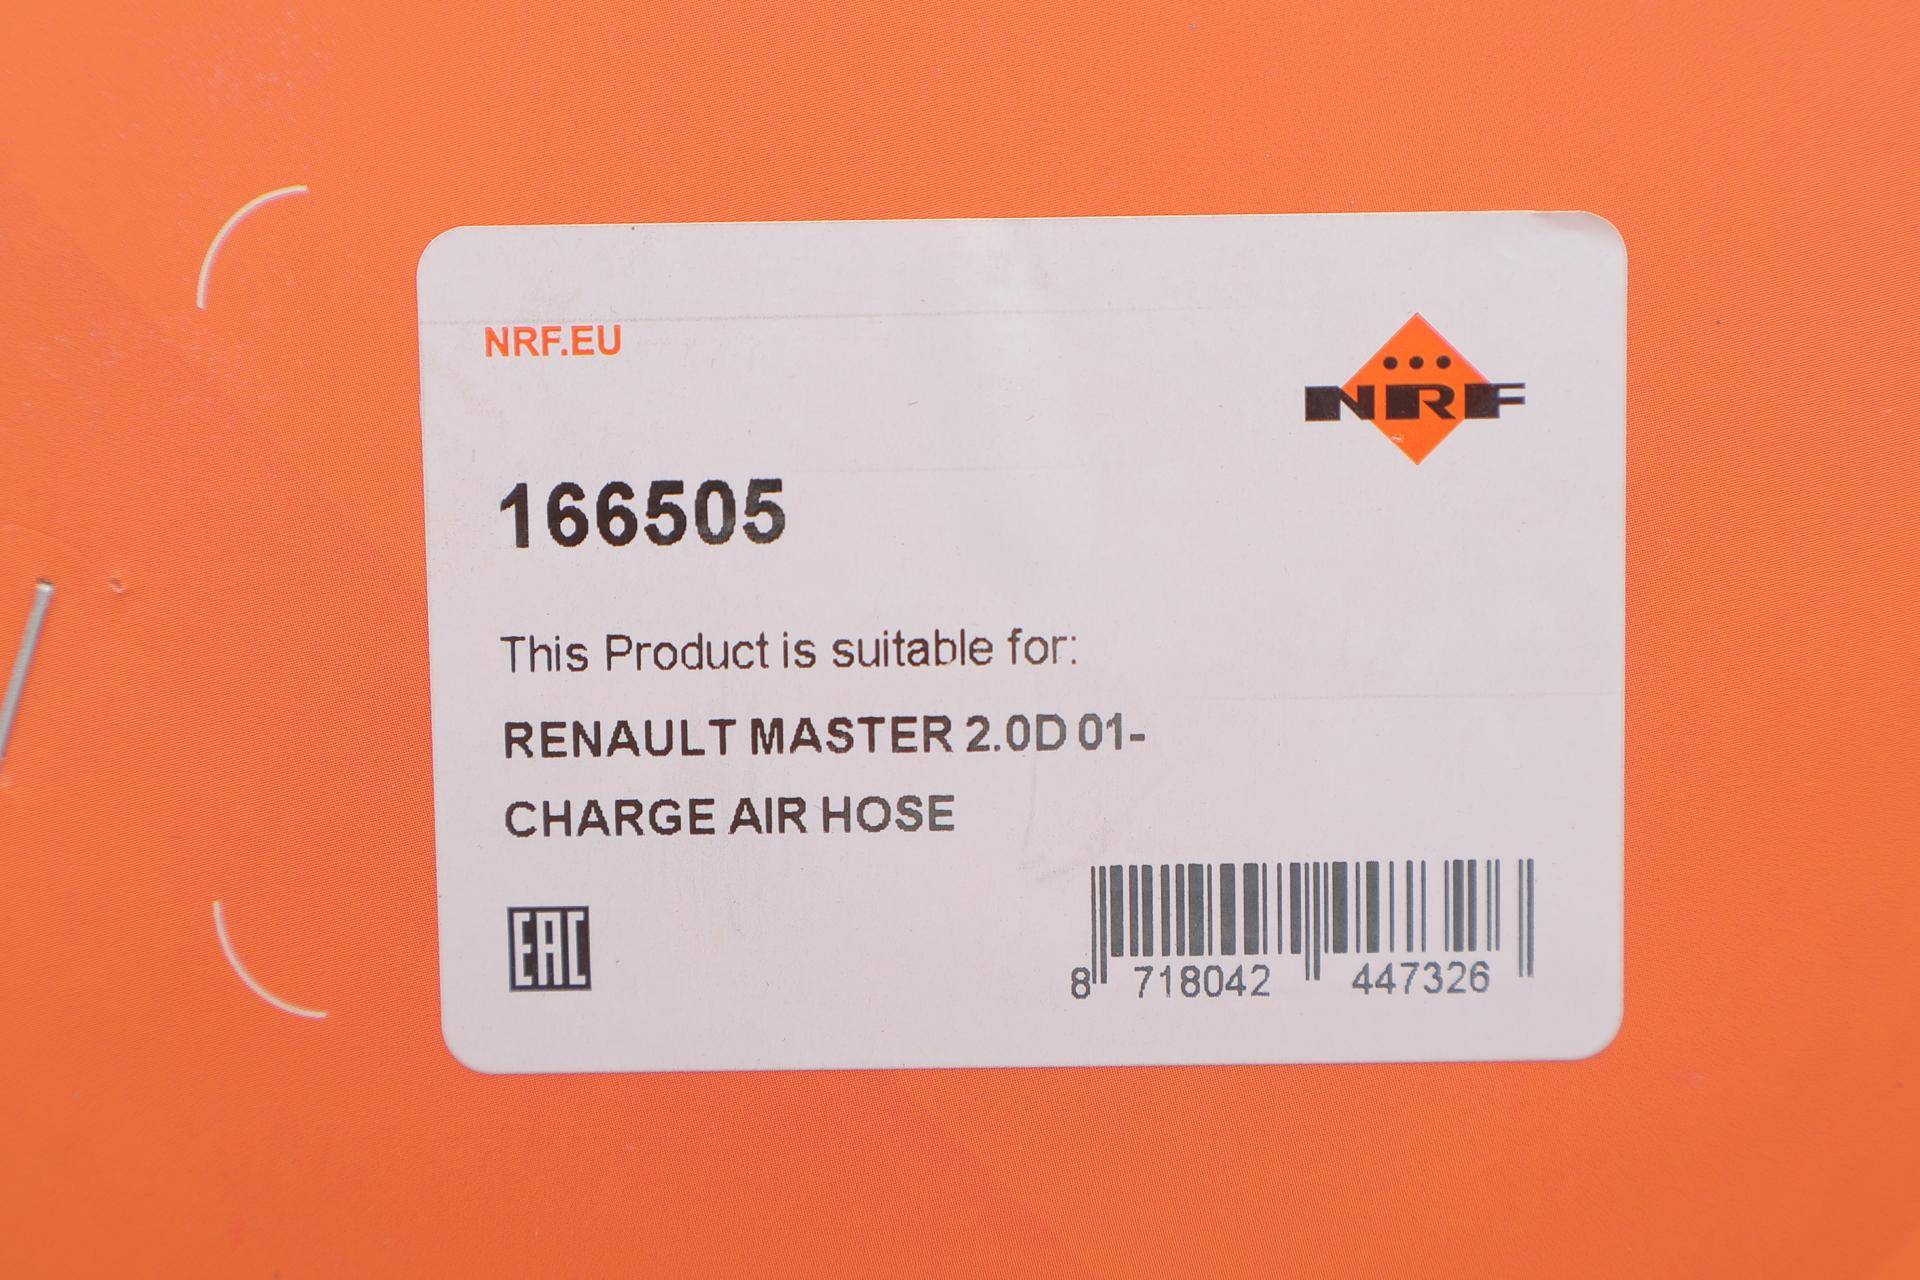 NRF.EU
NRF
166505
This Product is suitable for:
RENAULT MASTER 2.0D 01-
CHARGE AIR HOSE
EAC
8 718042 447326